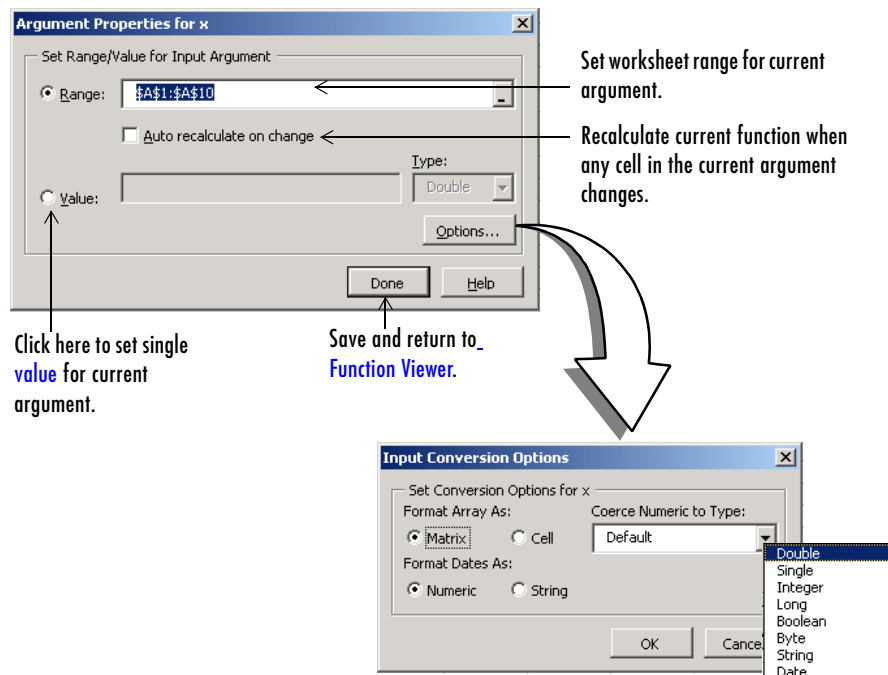 Argument Properties for x
Set Range/Value for Input Argument
Range:
$A$1:$A$10
Auto recalculate on change
Type:
Value:
Double
Options...
Done
Help
Set worksheet range for current
argument.
Recalculate current function when
any cell in the current argument
changes.
Click here to set single
value for current
argument.
Save and return to
Function Viewer.
Input Conversion Options
Set Conversion Options for x
Format Array As:
Coerce Numeric to Type:
Matrix
Cell
Default
Format Dates As:
Numeric
String
OK
Cance
Double
Single
Integer
Long
Boolean
Byte
String
Date